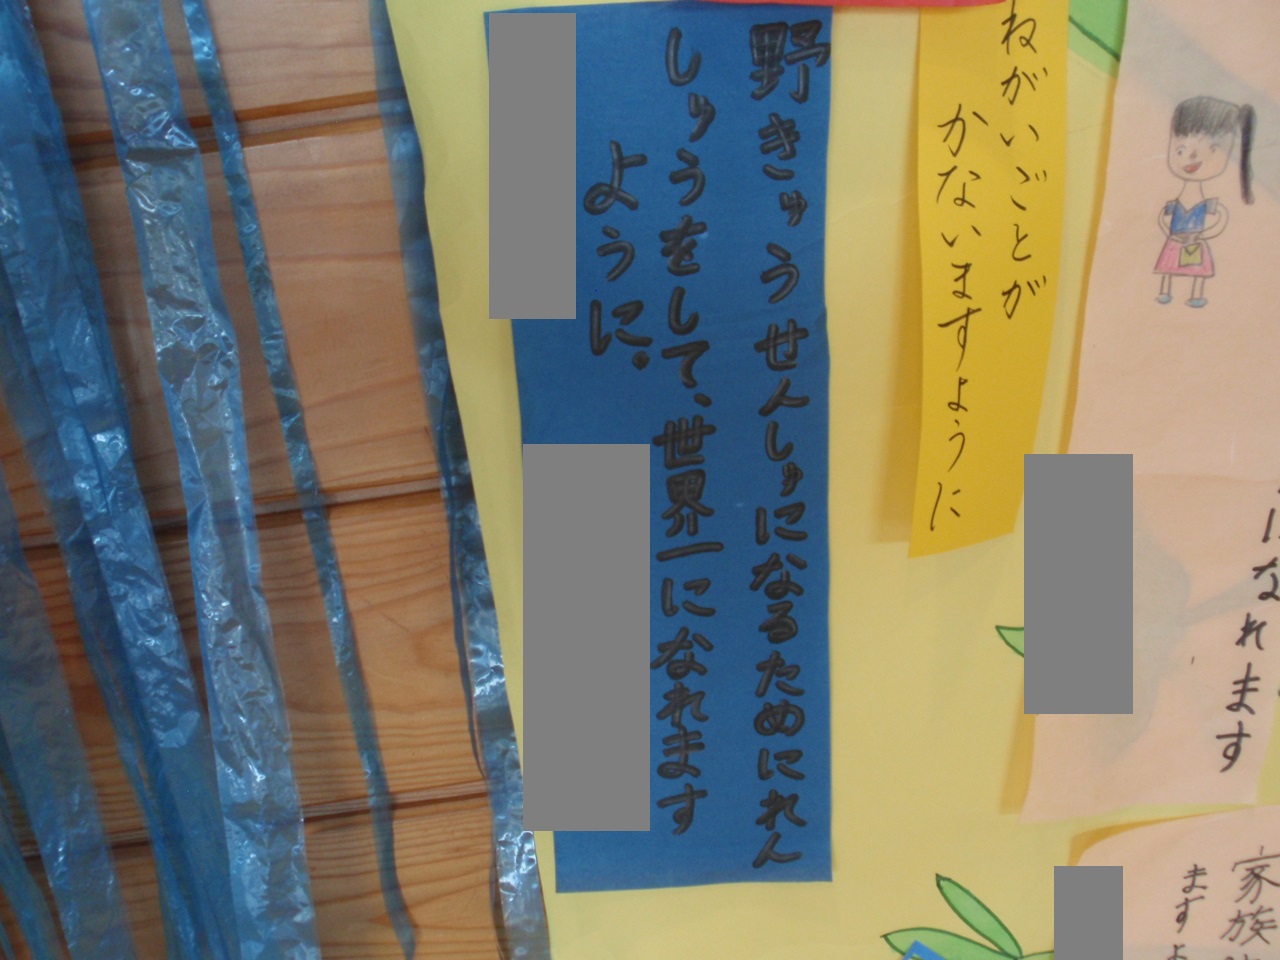 野きゅうせんしゅになるためにれん
しゅうをして、世界一になれます
ように。
ねがいごとが
かないますように
になれます
家族
ますよ